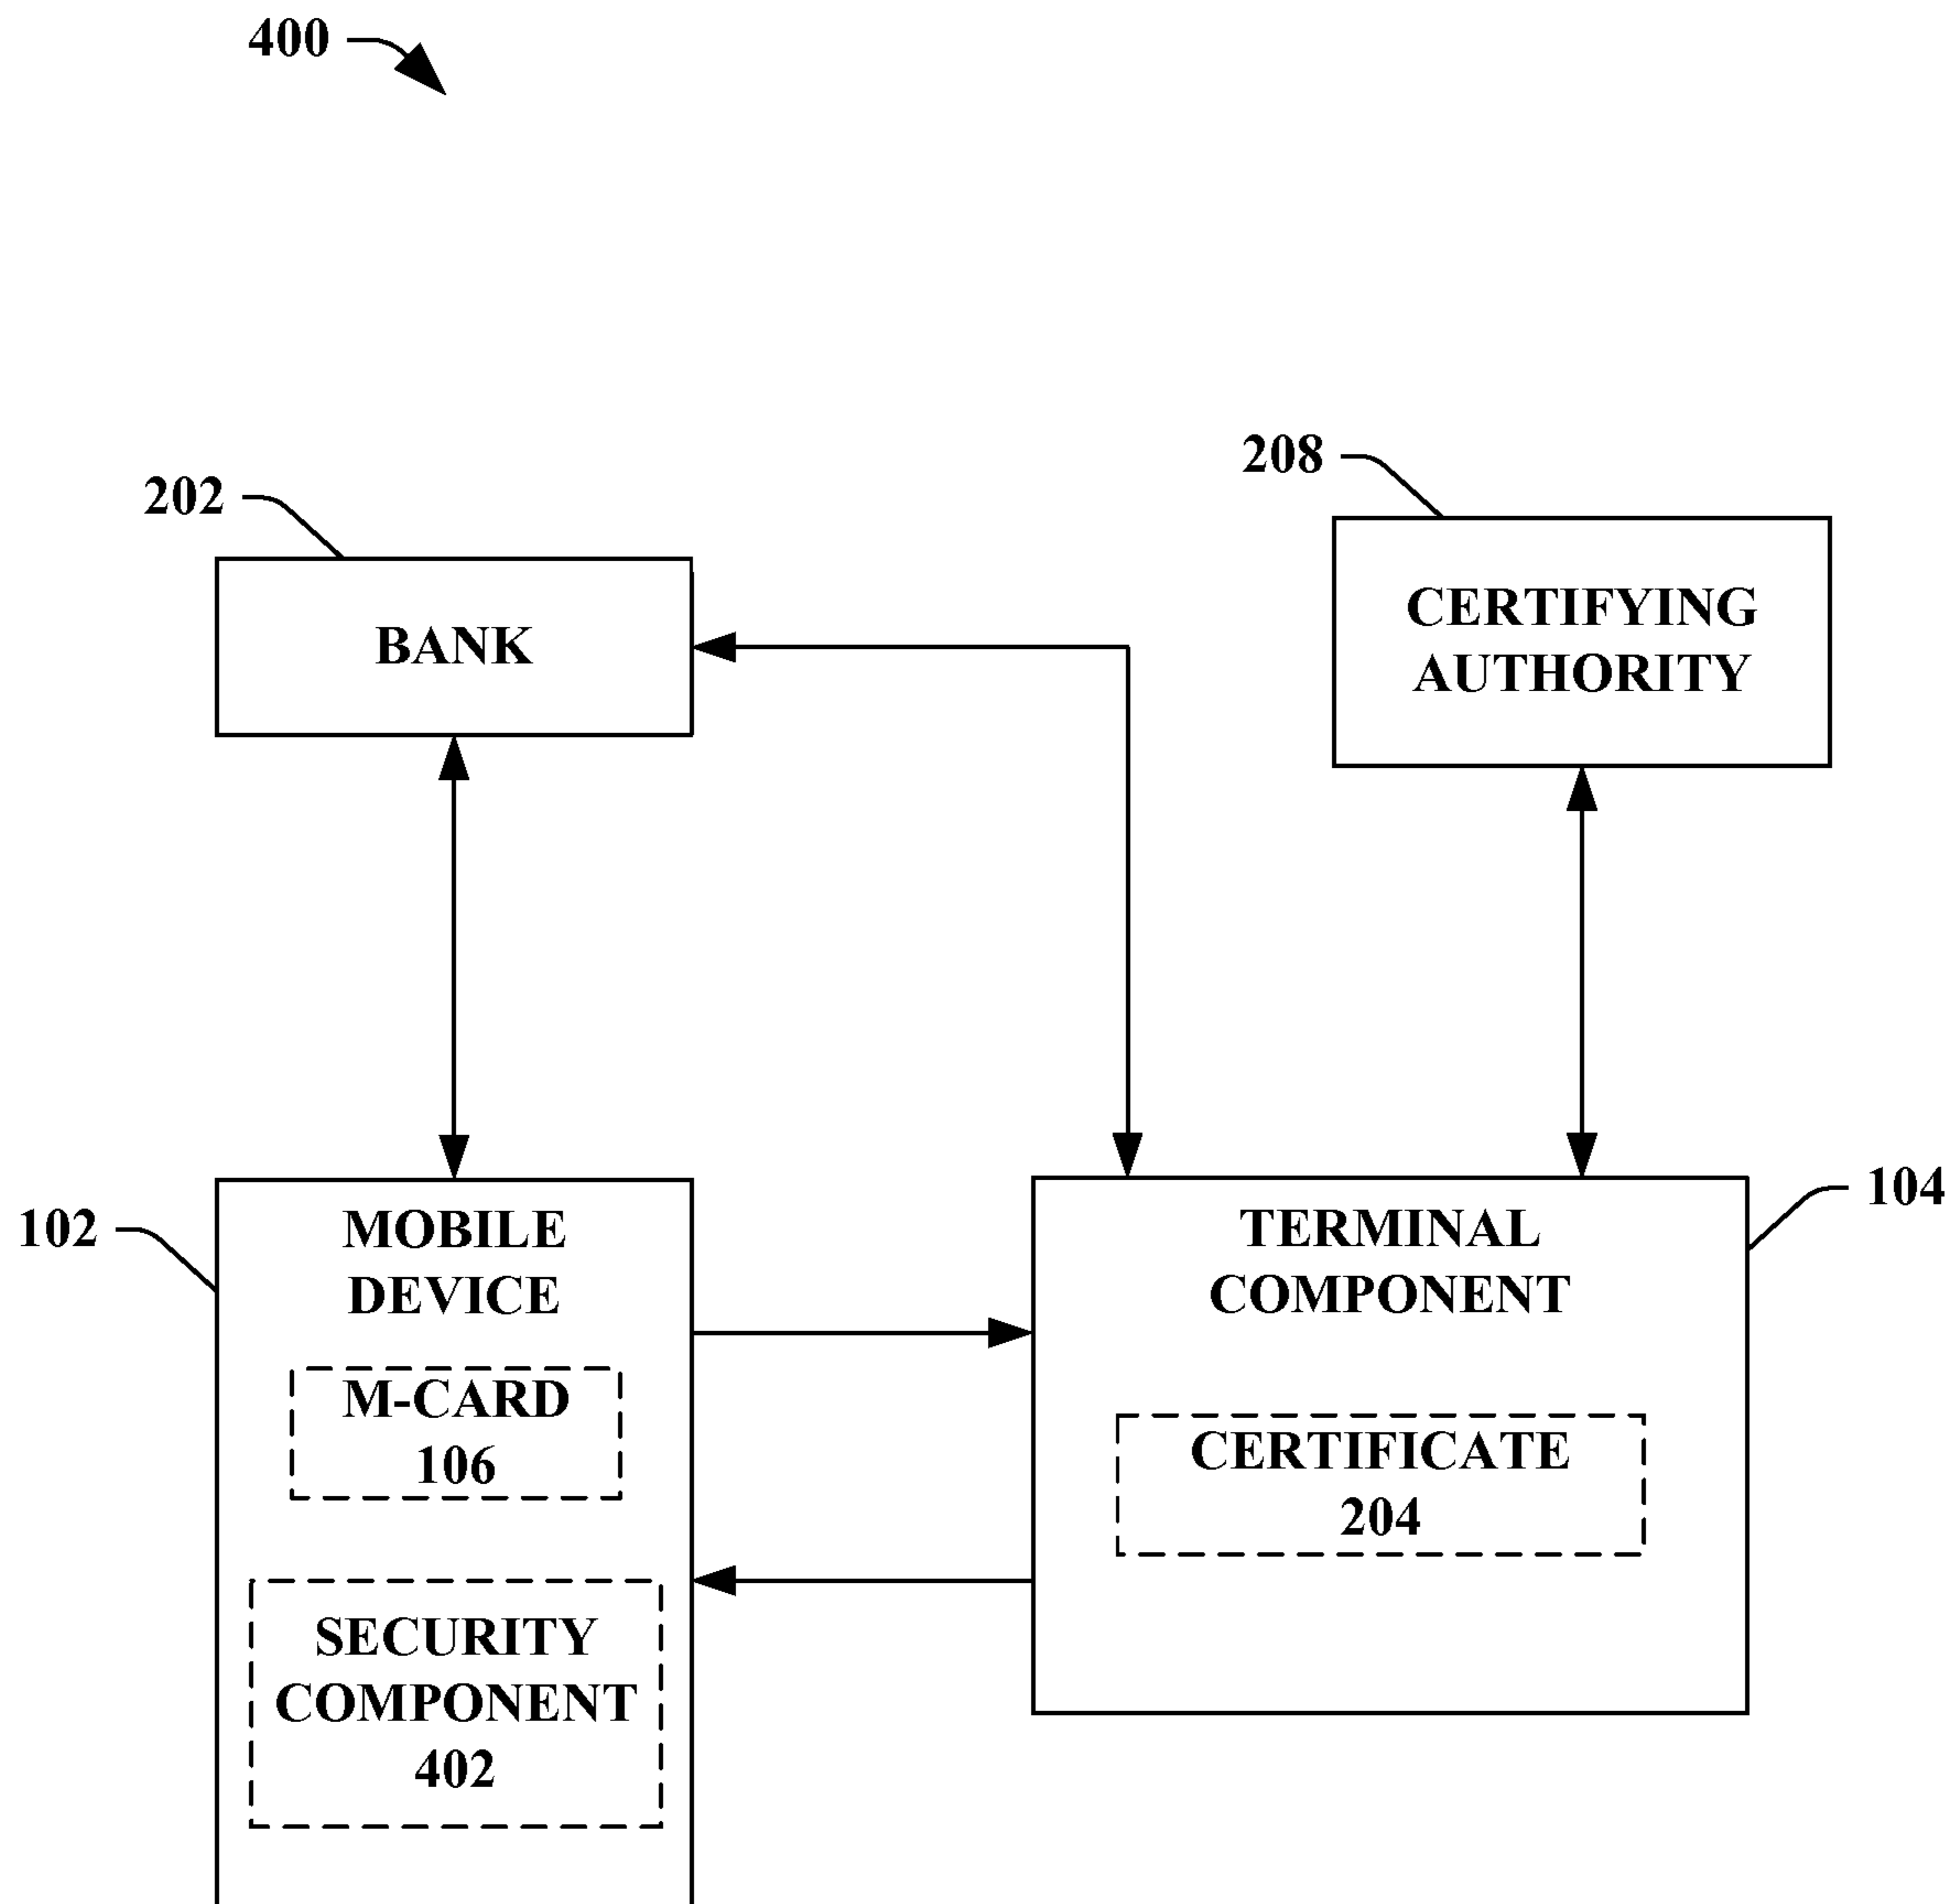 400
208
202
CERTIFYING
AUTHORITY
BANK
104
102
MOBILE
DEVICE
TERMINAL
COMPONENT
M-CARD
106
CERTIFICATE
204
SECURITY
COMPONENT
402